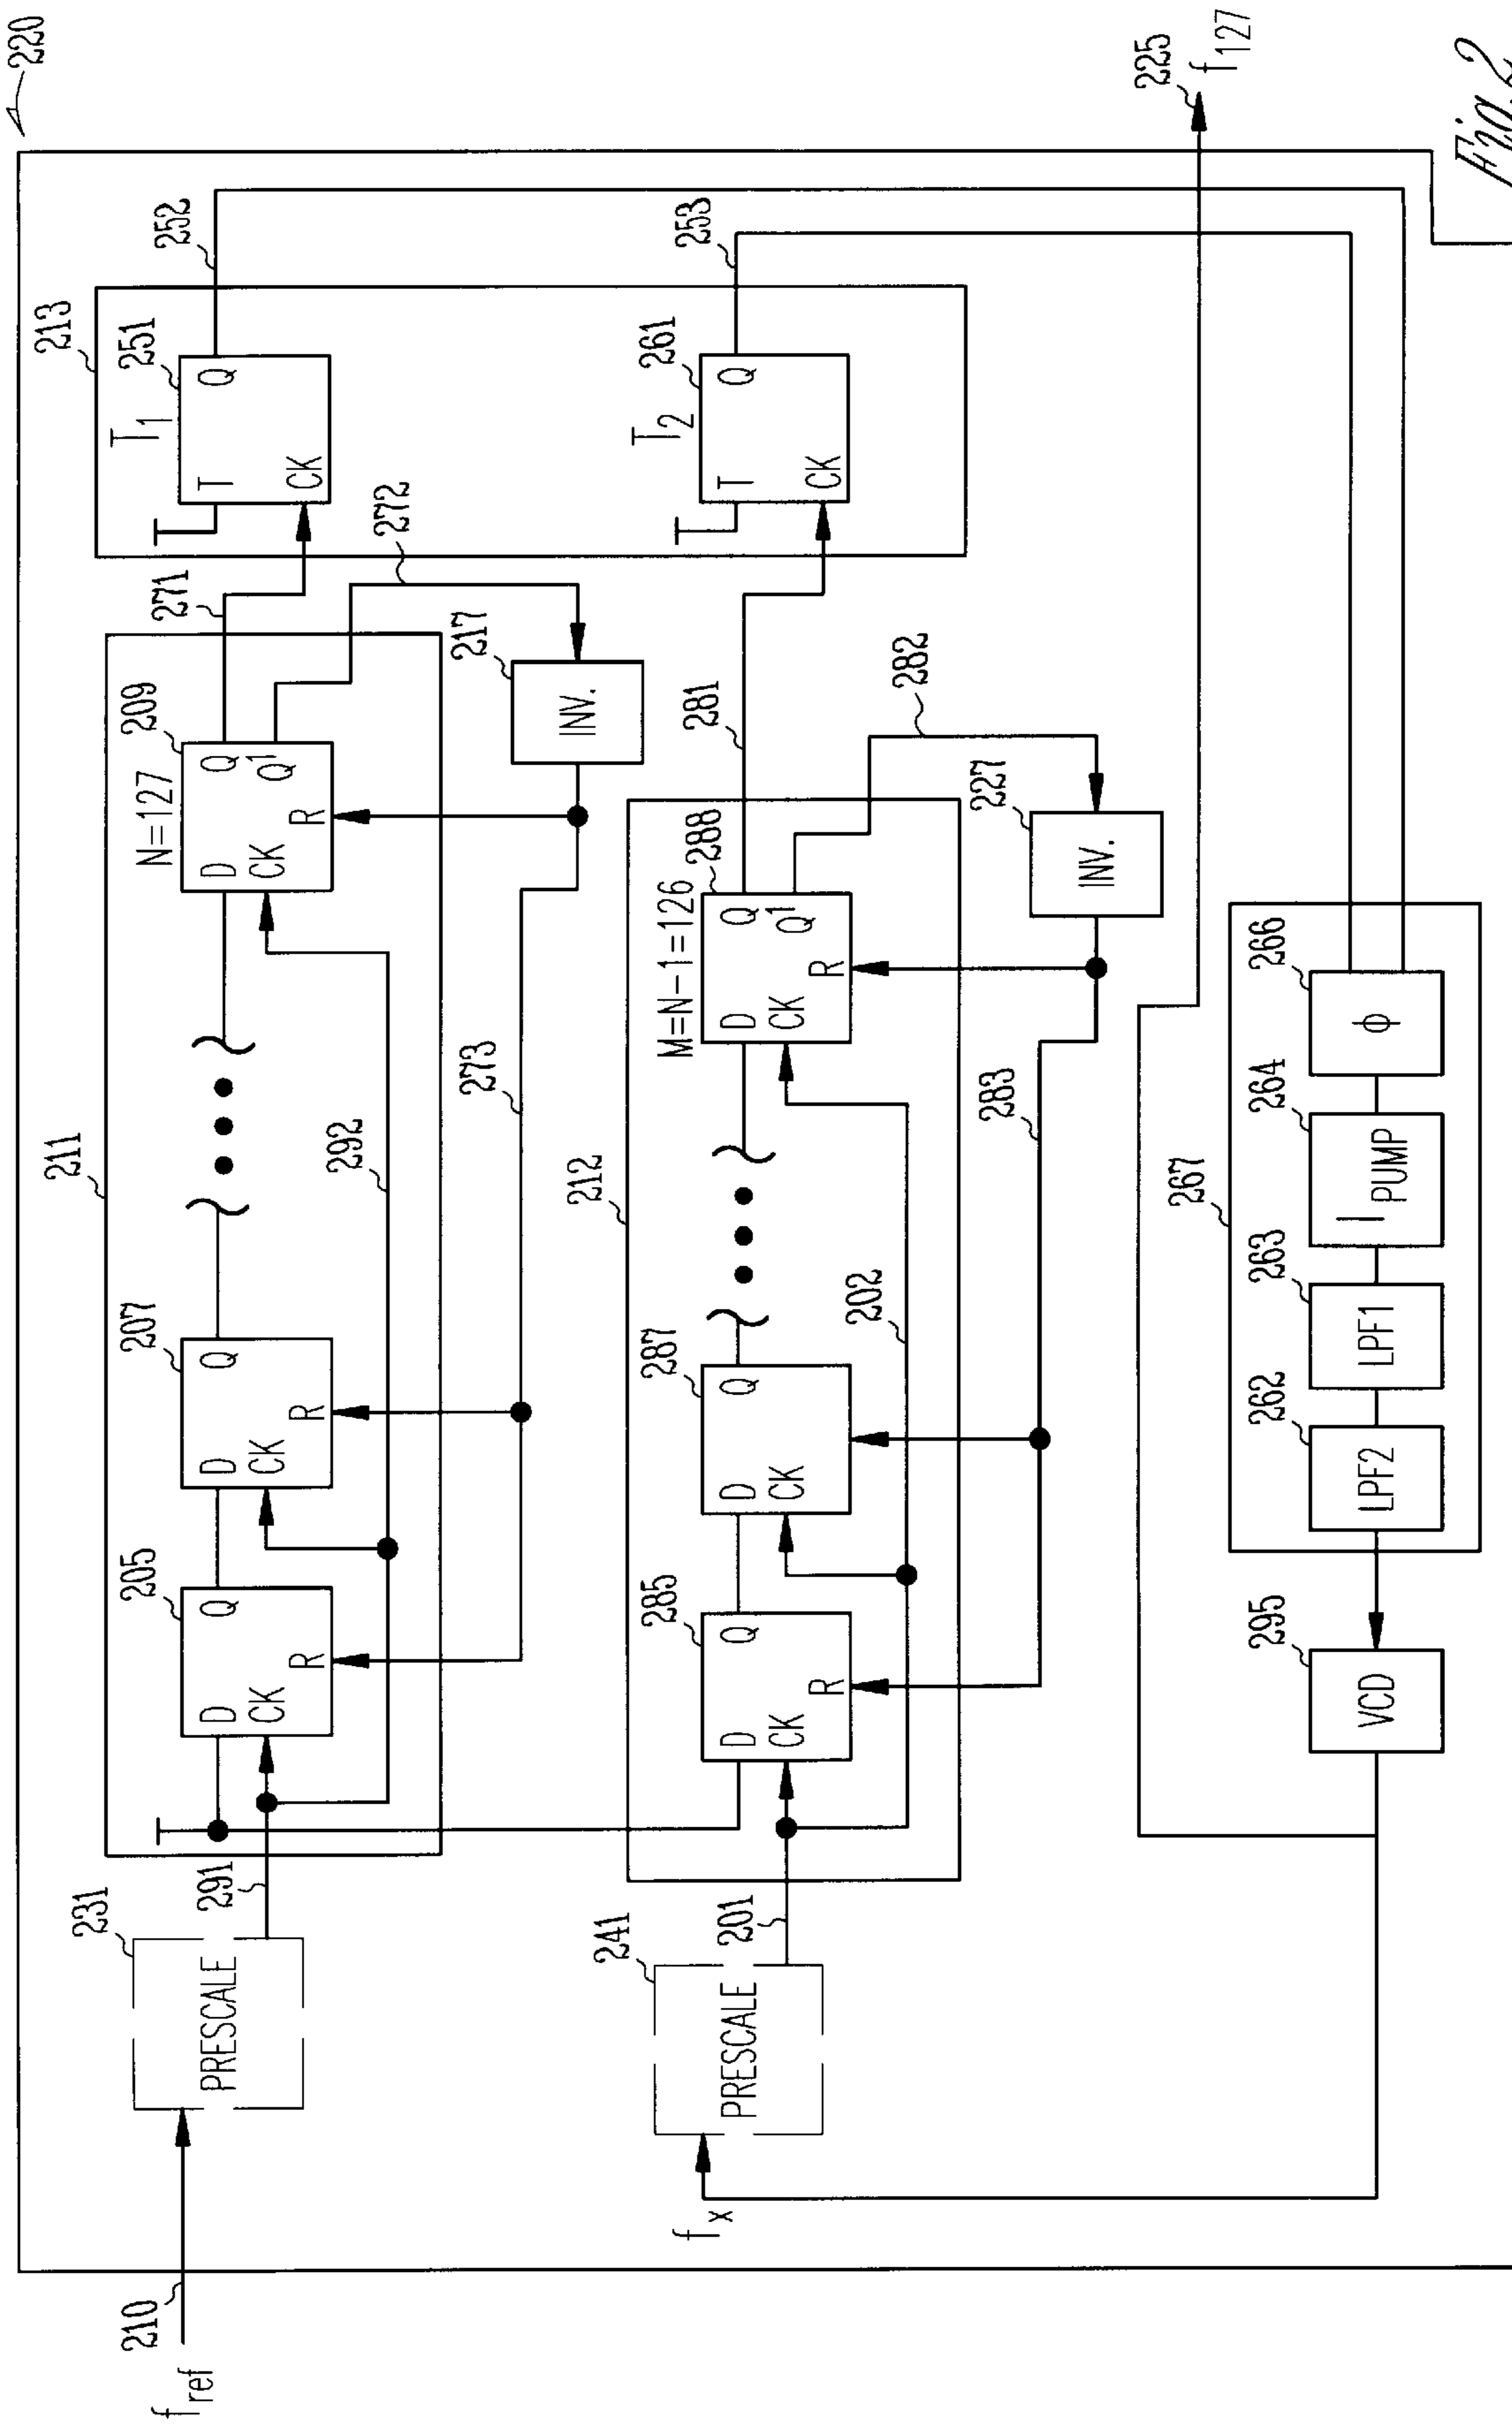 220
213
T1
251
252
T
Q
CK
211
N=127
209
271
272
205
207
D
Q
CK
R
D
Q
CK
R
D
Q
CK
Q1
R
217
INV.
231
PRESCALE
291
292
273
210
fref
T2
261
253
T
Q
CK
212
M=N-1=126
288
281
282
285
287
D
Q
CK
R
D
Q
CK
D
Q
CK
Q1
R
227
INV.
241
PRESCALE
201
202
283
fx
225
f127
267
295
262
263
264
266
VCD
LPF2
LPF1
I PUMP
ϕ
Fig.2